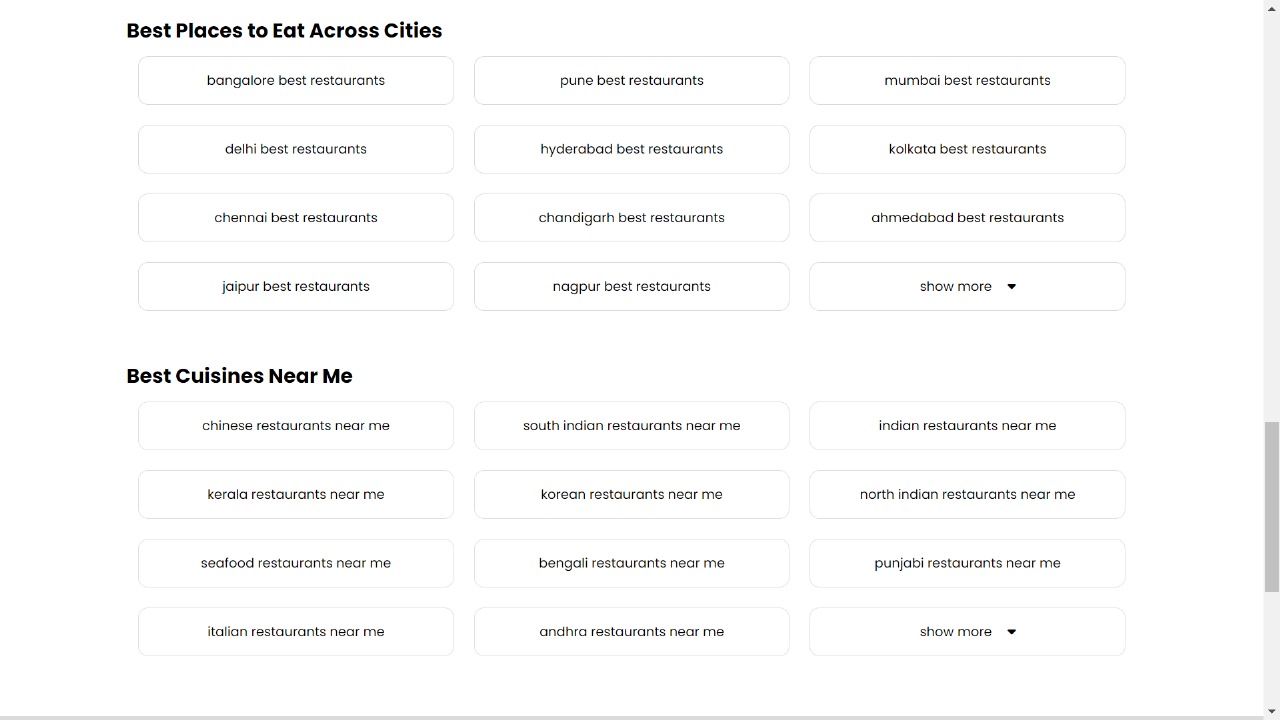 Best Places to Eat Across Cities
bangalore best restaurants
pune best restaurants
mumbai best restaurants
delhi best restaurants
hyderabad best restaurants
kolkata best restaurants
chennai best restaurants
chandigarh best restaurants
ahmedabad best restaurants
jaipur best restaurants
nagpur best restaurants
show more
Best Cuisines Near Me
chinese restaurants near me
south indian restaurants near me
indian restaurants near me
kerala restaurants near me
korean restaurants near me
north indian restaurants near me
seafood restaurants near me
bengali restaurants near me
punjabi restaurants near me
italian restaurants near me
andhra restaurants near me
show more